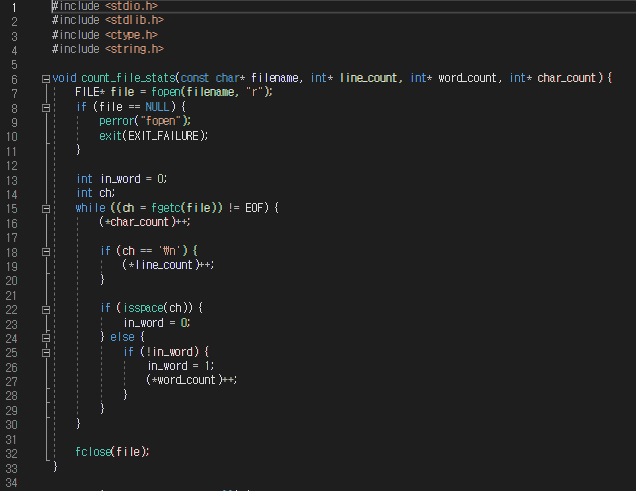 1 #include <stdio.h>
2 #include <stdlib.h>
3 #include <ctype.h>
4 #include <string.h>
5
6 void count_file_stats(const char* filename, int* line_count, int* word_count, int* char_count) {
7 FILE* file = fopen(filename, "r");
8 if (file == NULL) {
9 perror("fopen");
10 exit(EXIT_FAILURE);
11 }
12
13 int in_word = 0;
14 int ch;
15 while ((ch = fgetc(file)) != EOF) {
16 (*char_count)++;
17
18 if (ch == '₩n') {
19 (*line_count)++;
20 }
21
22 if (isspace(ch)) {
23 in_word = 0;
24 } else {
25 if (!in_word) {
26 in_word = 1;
27 (*word_count)++;
28 }
29 }
30 }
31
32 fclose(file);
33 }
34